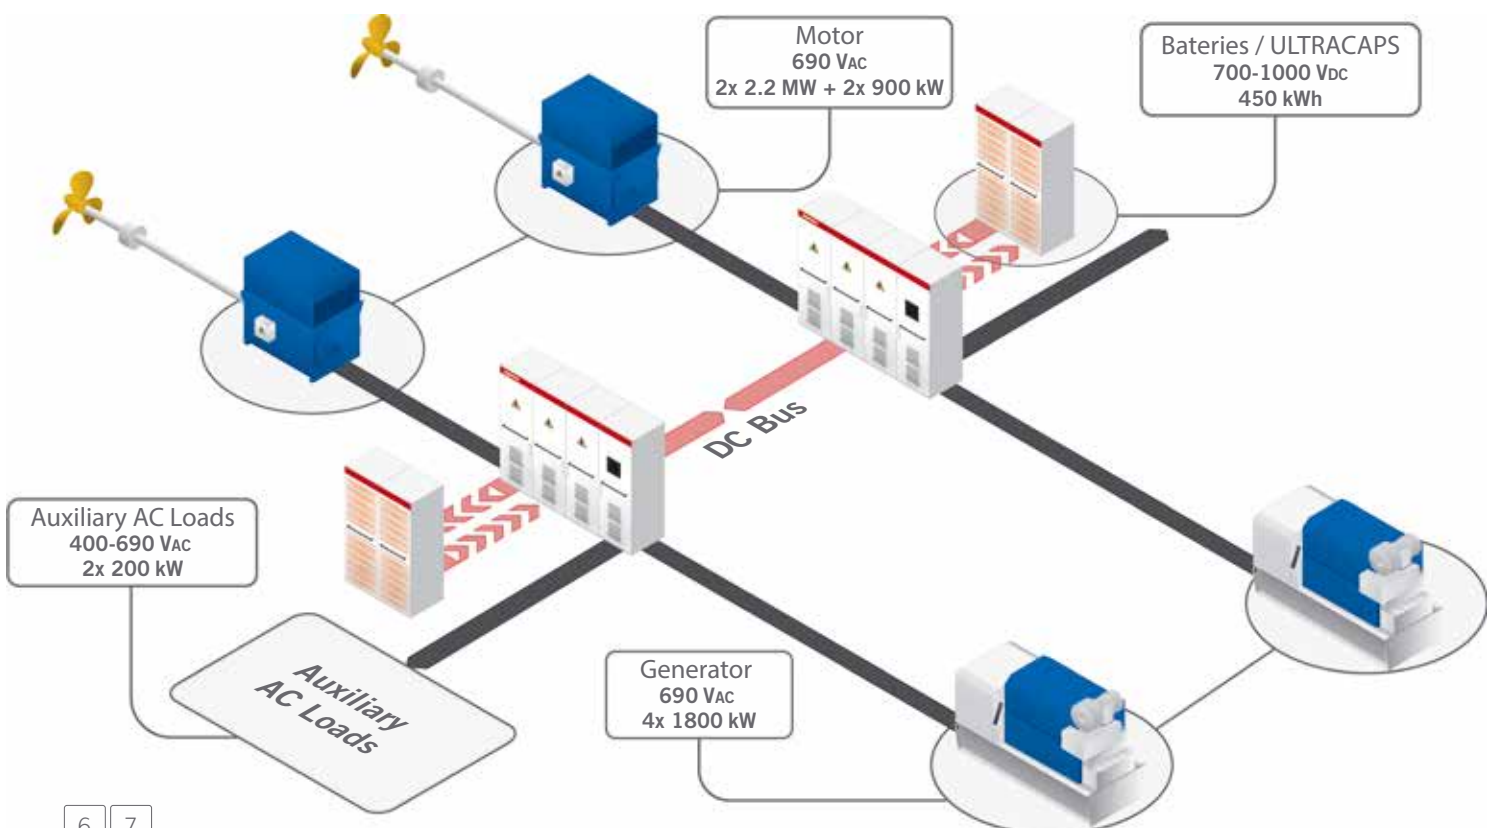 Motor
690 VAC
2x 2.2 MW + 2x 900 kW
Bateries / ULTRACAPS
700-1000 VDC
450 kWh
DC Bus
Auxiliary AC Loads
400-690 VAC
2x 200 kW
Auxiliary
AC Loads
Generator
690 VAC
4x 1800 kW
6 7